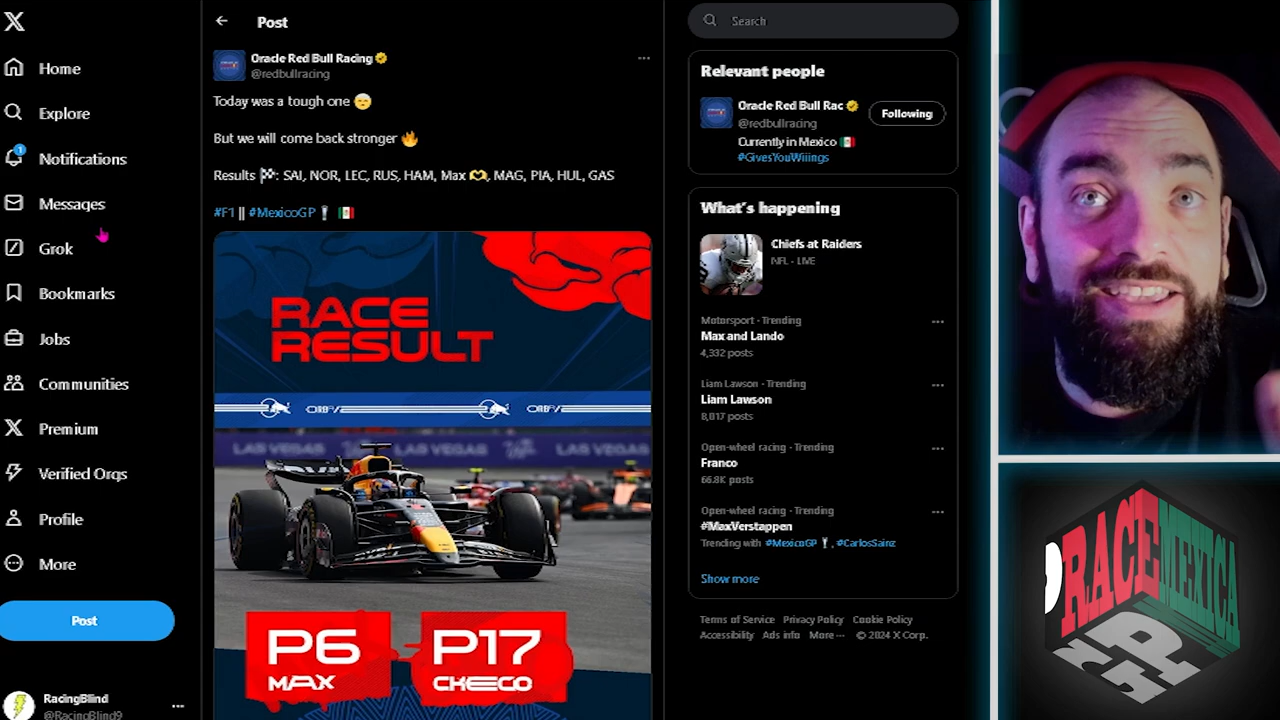 Home
Explore
1
Notifications
Messages
Grok
Bookmarks
Jobs
Communities
Premium
Verified Orgs
Profile
More
Post
RacingBlind
@RacingBlind9
Post
Oracle Red Bull Racing
@redbullracing
Today was a tough one
But we will come back stronger 🔥
Results 🏁: SAI, NOR, LEC, RUS, HAM, Max 🫶, MAG, PIA, HUL, GAS
#F1 || #MexicoGP 🇲🇽
RACE
RESULT
LAS VEGAS
LAS VEGAS
P6
MAX
P17
CHECO
Search
Relevant people
Oracle Red Bull Rac
@redbullracing
Following
Currently in Mexico 🇲🇽
#GivesYouWiiings
What's happening
Chiefs at Raiders
NFL · LIVE
Motorsport · Trending
Max and Lando
4,332 posts
Liam Lawson · Trending
Liam Lawson
8,017 posts
Open-wheel racing · Trending
Franco
66.8K posts
Open-wheel racing · Trending
#MaxVerstappen
Trending with #MexicoGP, #CarlosSainz
Show more
Terms of Service Privacy Policy Cookie Policy
Accessibility Ads info More ··· © 2024 X Corp.
RACE
MEXICA